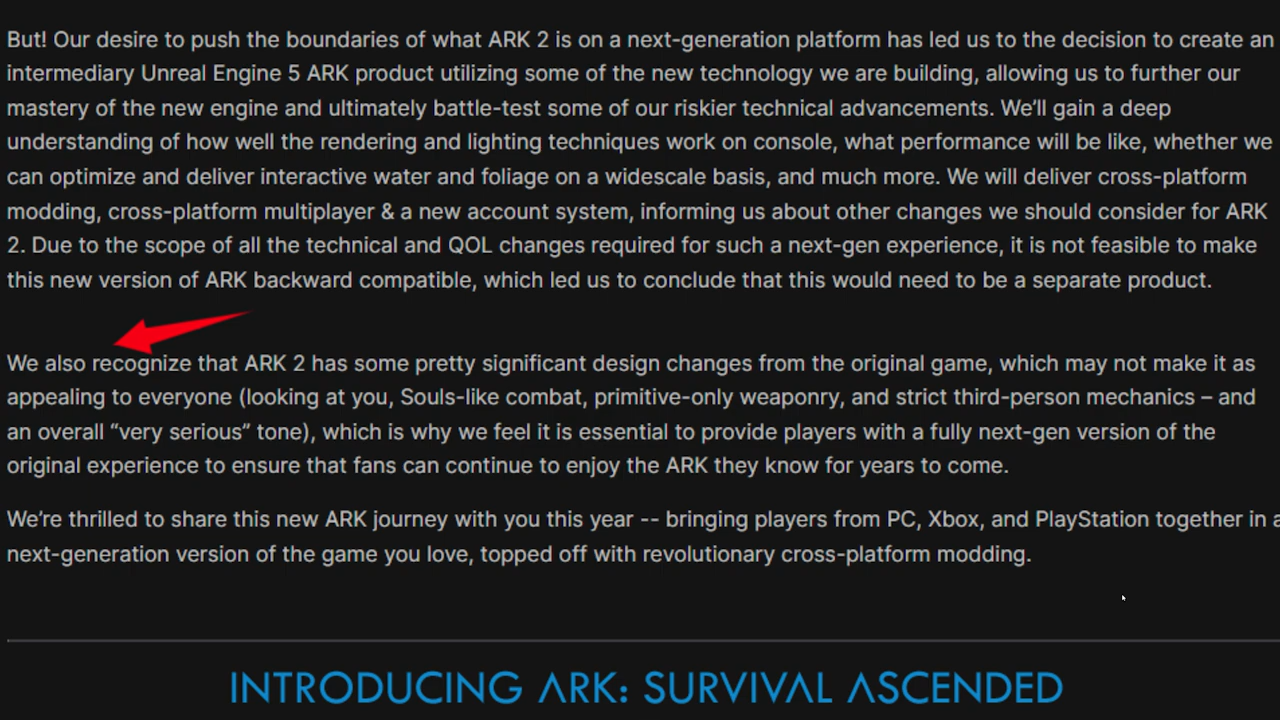 But! Our desire to push the boundaries of what ARK 2 is on a next-generation platform has led us to the decision to create an
intermediary Unreal Engine 5 ARK product utilizing some of the new technology we are building, allowing us to further our
mastery of the new engine and ultimately battle-test some of our riskier technical advancements. We’ll gain a deep
understanding of how well the rendering and lighting techniques work on console, what performance will be like, whether we
can optimize and deliver interactive water and foliage on a widescale basis, and much more. We will deliver cross-platform
modding, cross-platform multiplayer & a new account system, informing us about other changes we should consider for ARK
2. Due to the scope of all the technical and QOL changes required for such a next-gen experience, it is not feasible to make
this new version of ARK backward compatible, which led us to conclude that this would need to be a separate product.
We also recognize that ARK 2 has some pretty significant design changes from the original game, which may not make it as
appealing to everyone (looking at you, Souls-like combat, primitive-only weaponry, and strict third-person mechanics – and
an overall “very serious” tone), which is why we feel it is essential to provide players with a fully next-gen version of the
original experience to ensure that fans can continue to enjoy the ARK they know for years to come.
We’re thrilled to share this new ARK journey with you this year -- bringing players from PC, Xbox, and PlayStation together in a
next-generation version of the game you love, topped off with revolutionary cross-platform modding.
INTRODUCING ARK: SURVIVAL ASCENDED